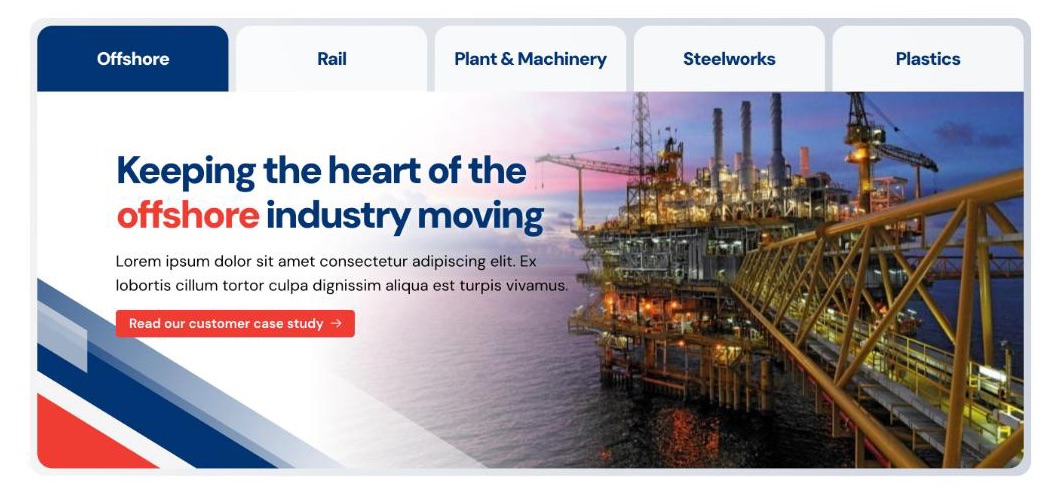 Offshore
Rail
Plant & Machinery
Steelworks
Plastics
Keeping the heart of the
offshore industry moving
Lorem ipsum dolor sit amet consectetur adipiscing elit. Ex
lobortis cillum tortor culpa dignissim aliqua est turpis vivamus.
Read our customer case study →